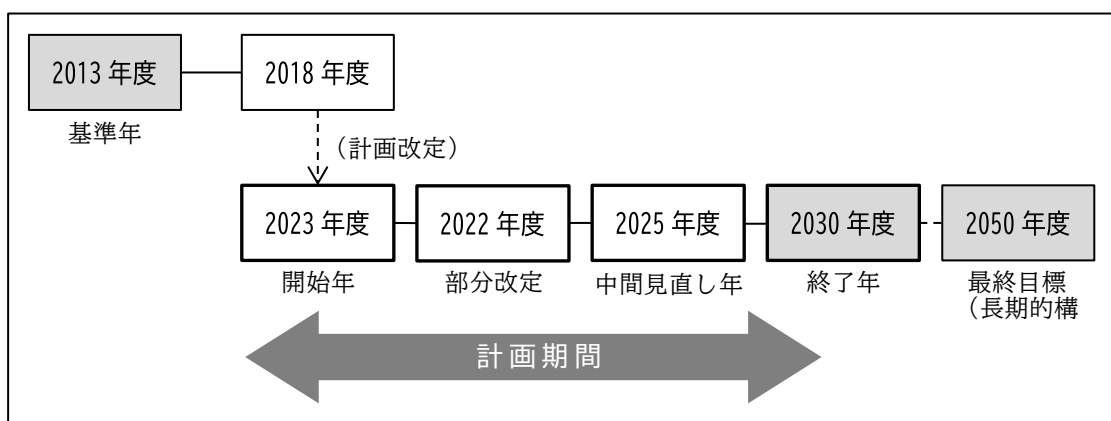 2013 年度
2018 年度
基準年
（計画改定）
2023 年度
2022 年度
2025 年度
2030 年度
2050 年度
開始年
部分改定
中間見直し年
終了年
最終目標
（長期的構
計画期間